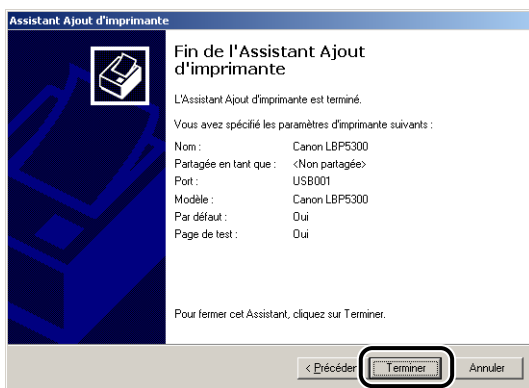 Assistant Ajout d'imprimante
Fin de l'Assistant Ajout
d'imprimante
L'Assistant Ajout d'imprimante est terminé.
Vous avez spécifié les paramètres d'imprimante suivants :
Nom : Canon LBP5300
Partagée en tant que : <Non partagée>
Port : USB001
Modèle : Canon LBP5300
Par défaut : Oui
Page de test : Oui
Pour fermer cet Assistant, cliquez sur Terminer.
< Précéder Terminer Annuler